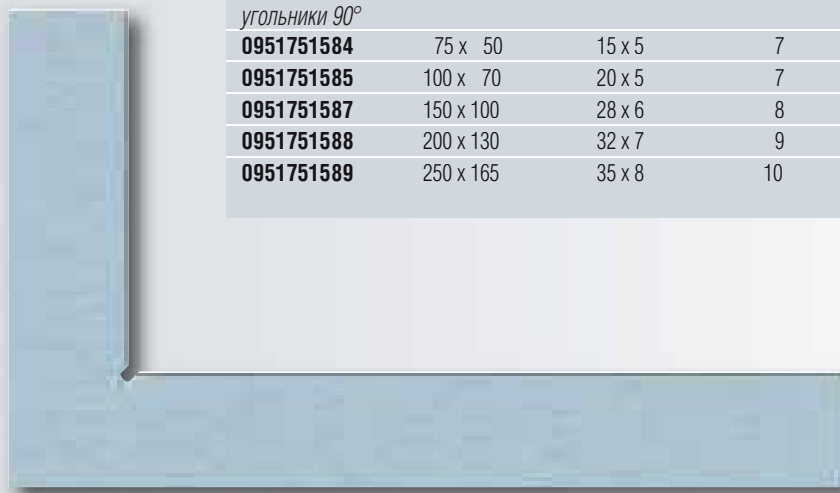 угольники 90°
0951751584 75 x 50 15 x 5 7
0951751585 100 x 70 20 x 5 7
0951751587 150 x 100 28 x 6 8
0951751588 200 x 130 32 x 7 9
0951751589 250 x 165 35 x 8 10